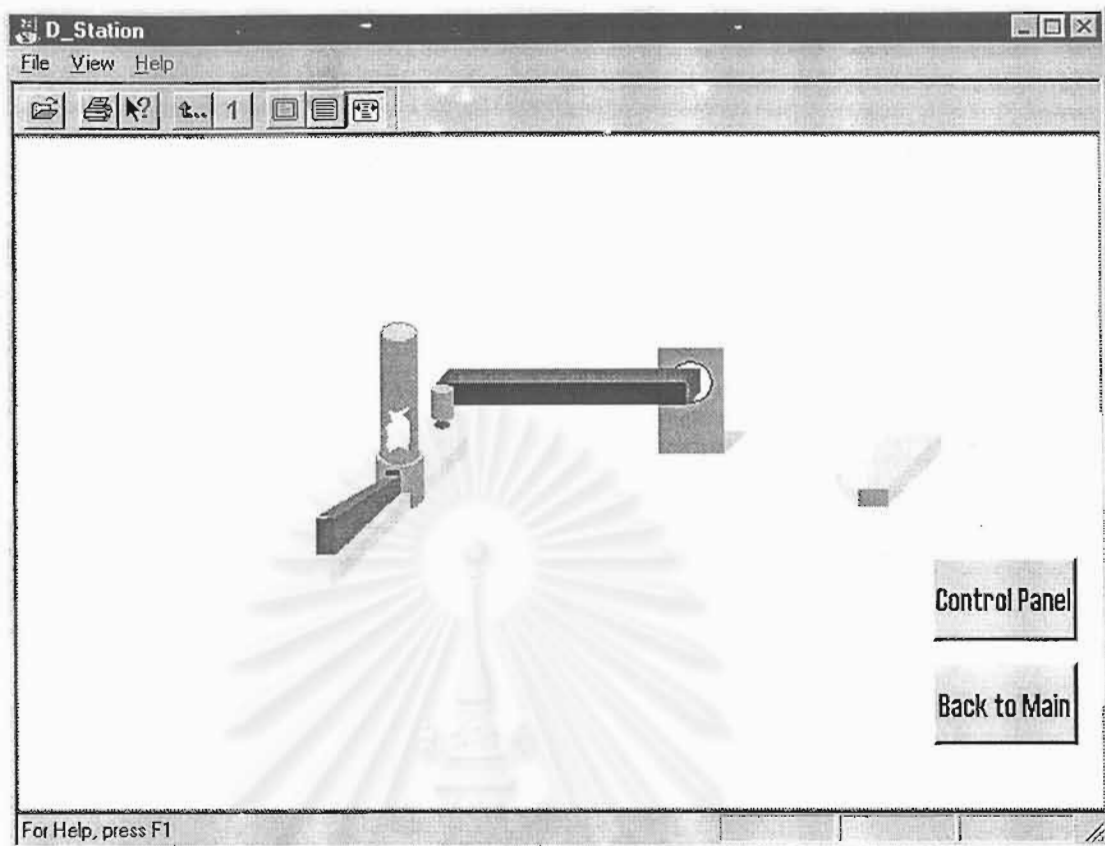 D_Station
File View Help
1
Control Panel
Back to Main
For Help, press F1